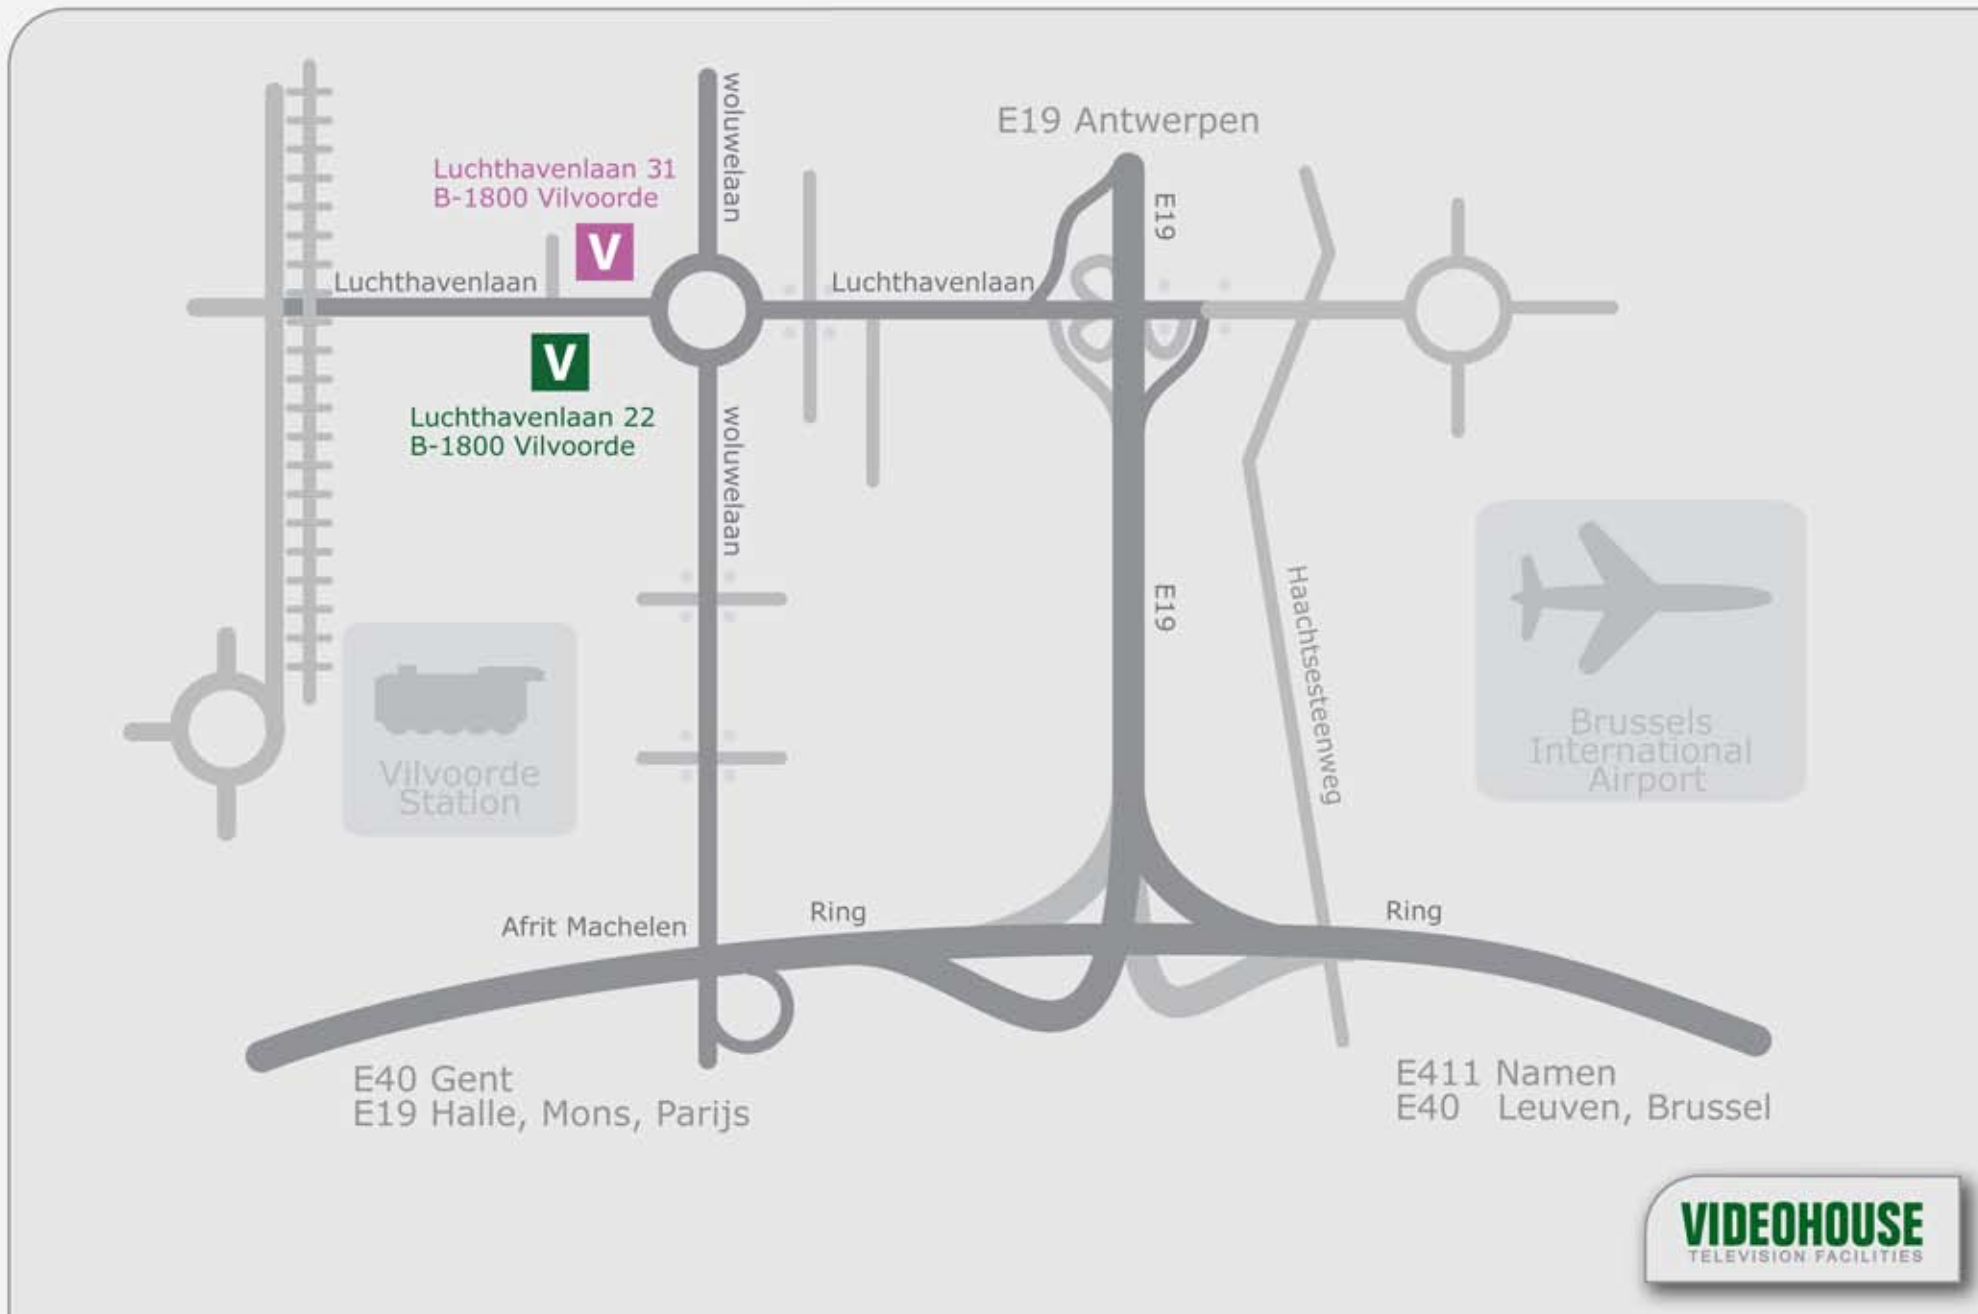 woluwelaan
E19 Antwerpen
Luchthavenlaan 31
B-1800 Vilvoorde
V
E19
Luchthavenlaan
Luchthavenlaan
V
Luchthavenlaan 22
B-1800 Vilvoorde
woluwelaan
E19
Haachtsesteenweg
Vilvoorde
Station
Brussels
International
Airport
Afrit Machelen
Ring
Ring
E40 Gent
E19 Halle, Mons, Parijs
E411 Namen
E40 Leuven, Brussel
VIDEOHOUSE
TELEVISION FACILITIES